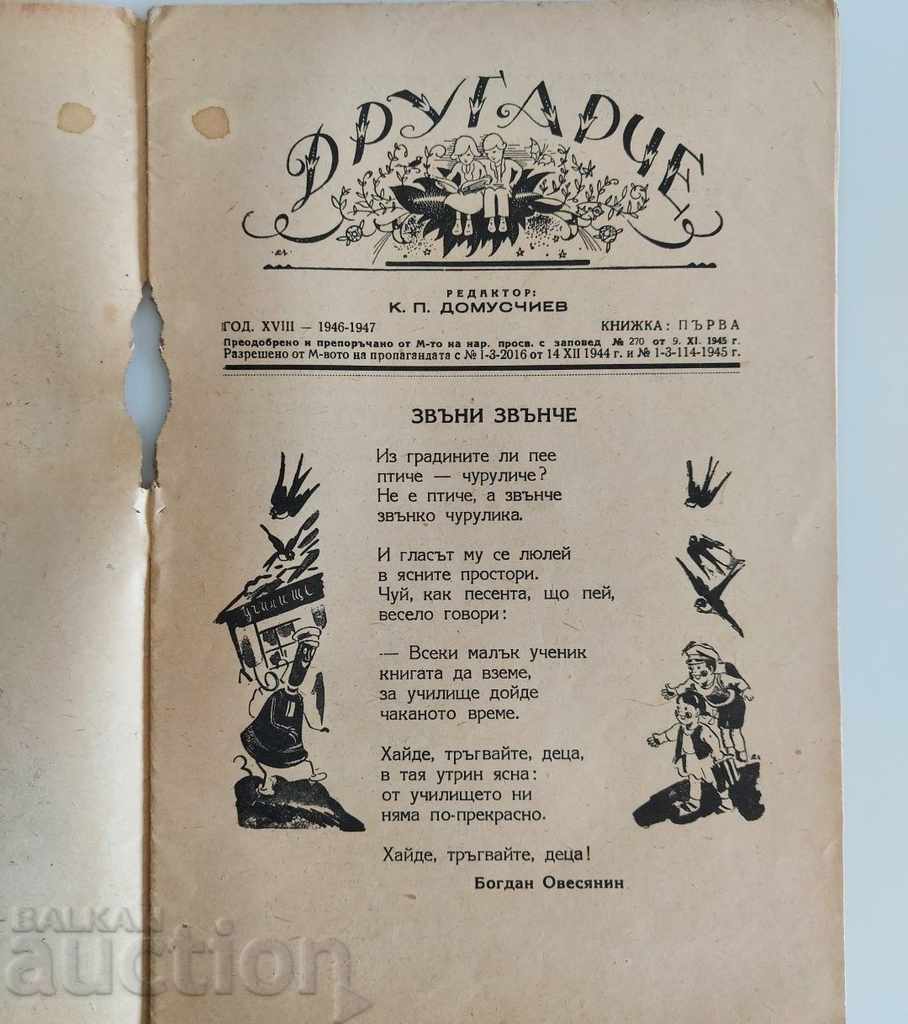 ДРУГАРЧЕ
РЕДАКТОР:
К. П. ДОМУСЧИЕВ
ГОД. XVIII — 1946-1947 КНИЖКА: ПЪРВА
Преодобрено и препоръчано от М-то на нар. просв. с заповед № 270 от 9. XI. 1945 г.
Разрешено от М-вото на пропагандата с № 1-3-2016 от 14 XII 1944 г. и № 1-3-114-1945 г.
ЗВЪНИ ЗВЪНЧЕ
Из градините ли пее
птиче — чуруличе?
Не е птиче, а звънче
звънко чурулика.
И гласът му се люлей
в ясните простори.
Чуй, как песента, що пей,
весело говори:
— Всеки малък ученик
книгата да вземе,
за училище дойде
чаканото време.
Хайде, тръгвайте, деца,
в тая утрин ясна:
от училището ни
няма по-прекрасно.
Хайде, тръгвайте, деца!
Богдан Овесянин
училище
BALKAN
auction